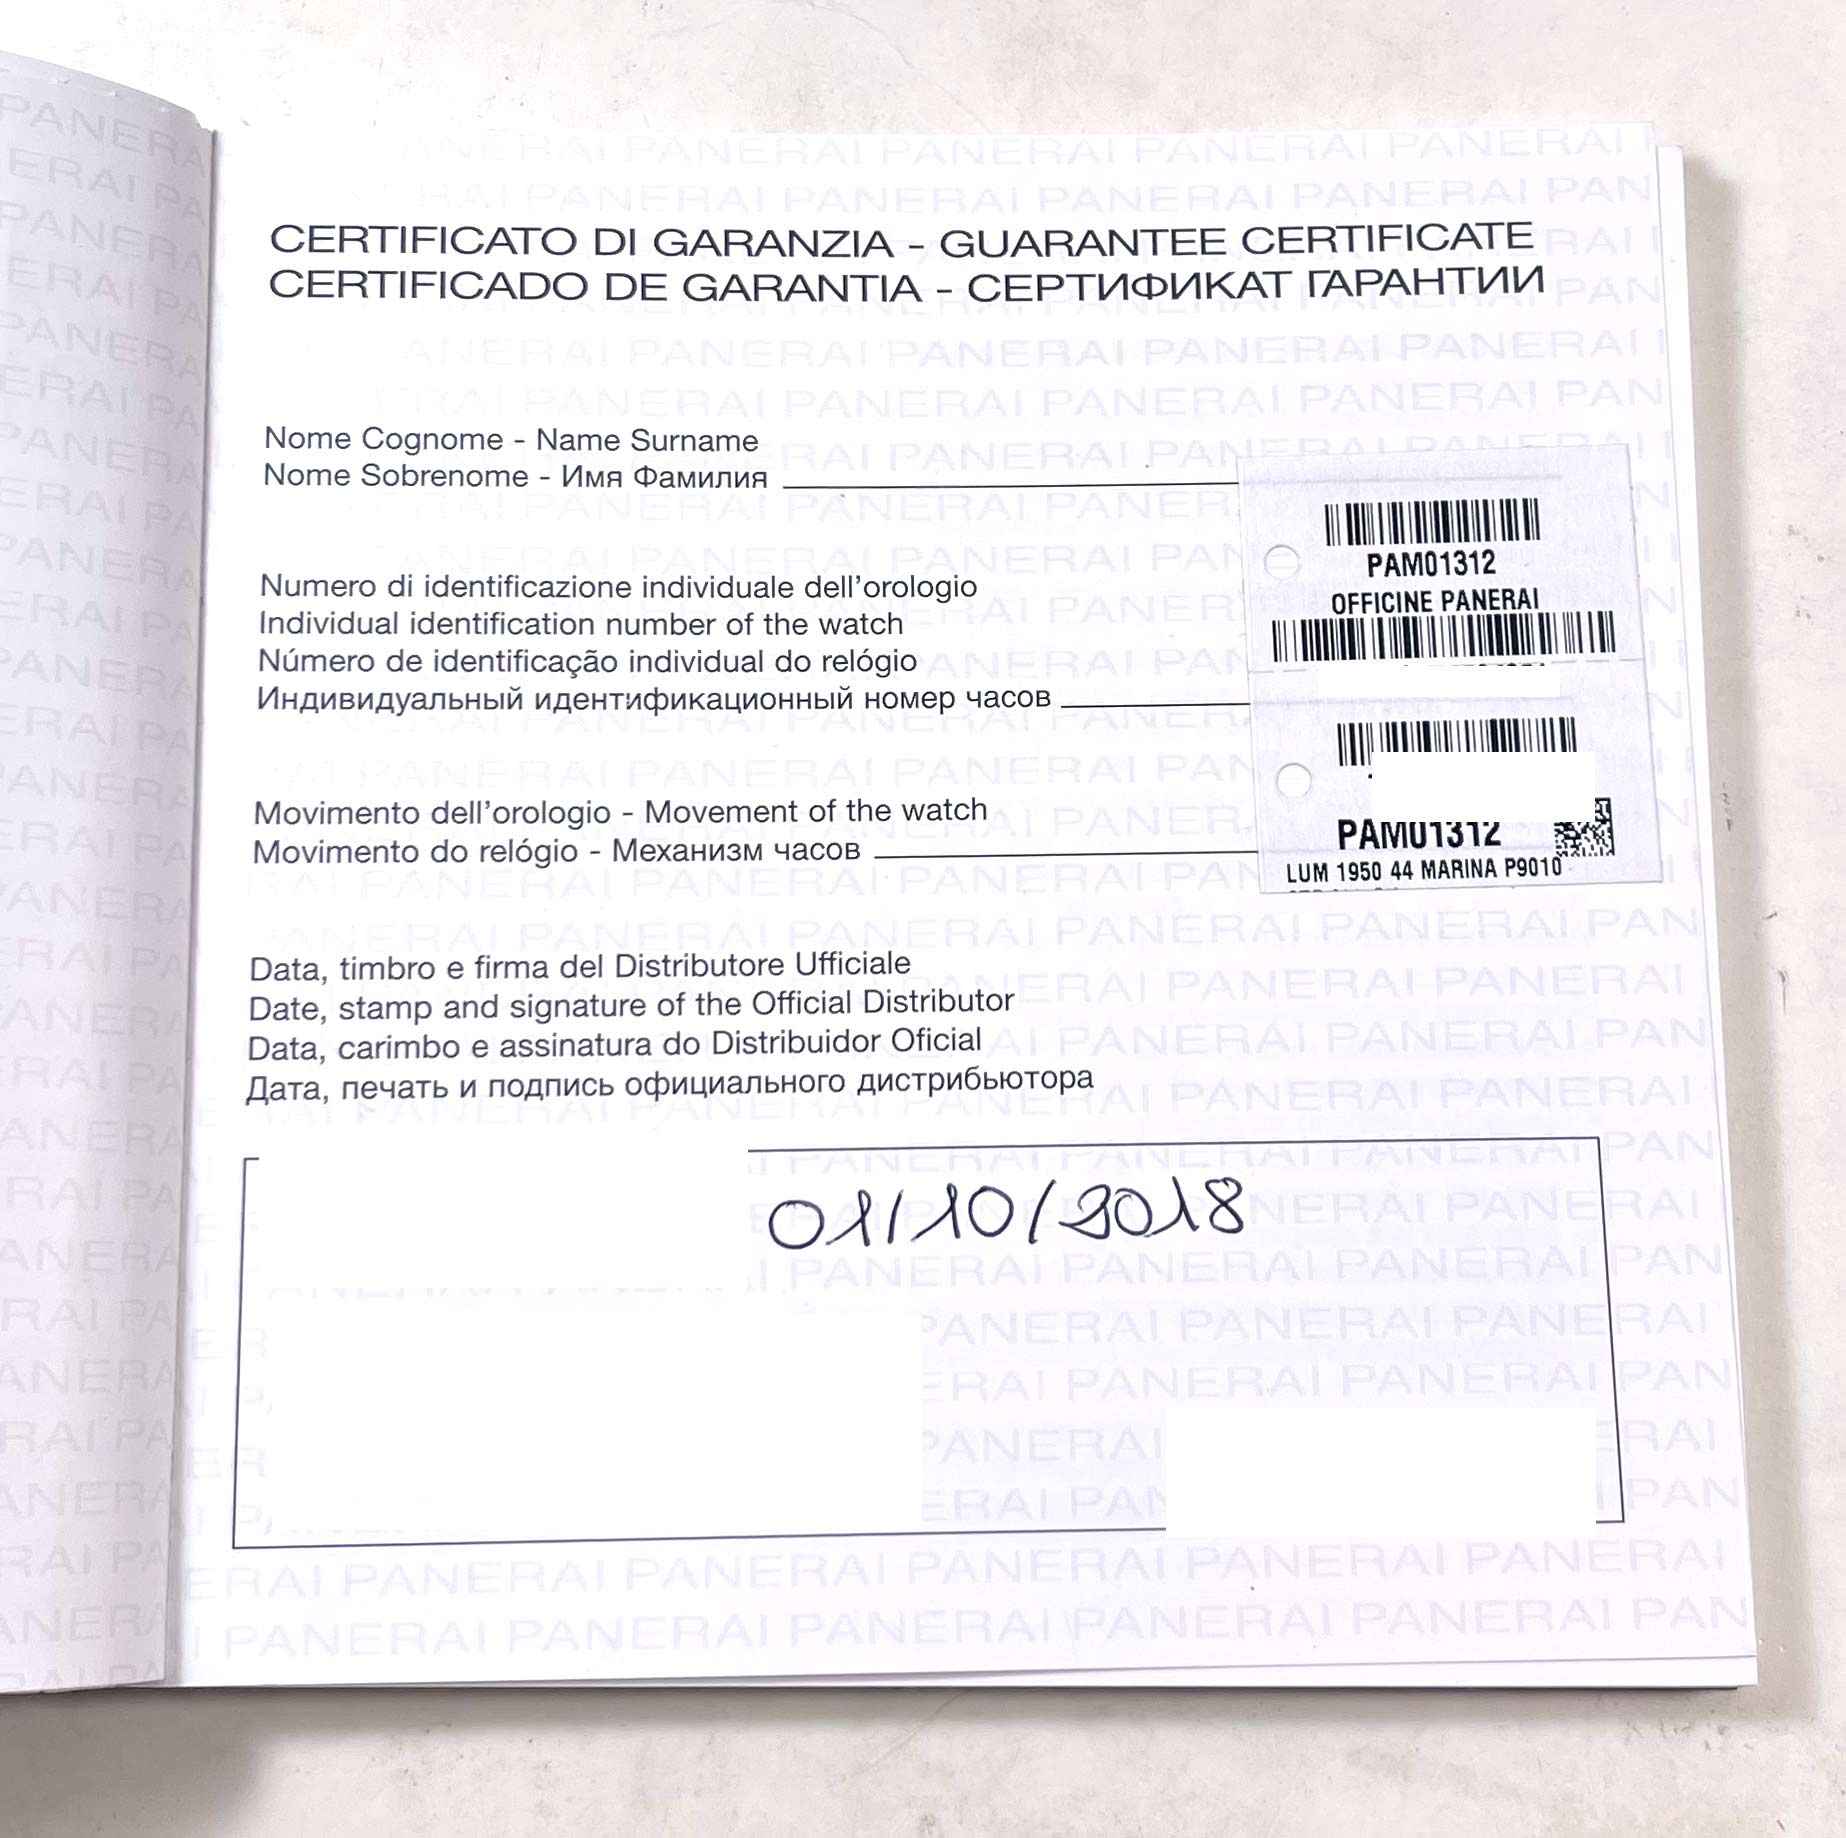 CERTIFICATO DI GARANZIA - GUARANTEE CERTIFICATE
CERTIFICADO DE GARANTIA - СЕРТИФИКАТ ГАРАНТИИ
Nome Cognome - Name Surname
Nome Sobrenome - Имя Фамилия
PAM01312
OFFICINE PANERAI
Numero di identificazione individuale dell'orologio
Individual identification number of the watch
Número de identificação individual do relógio
Индивидуальный идентификационный номер часов
PAM01312
LUM 1950 44 MARINA P9010
Movimento dell'orologio - Movement of the watch
Movimento do relógio - Механизм часов
Data, timbro e firma del Distributore Ufficiale
Date, stamp and signature of the Official Distributor
Data, carimbo e assinatura do Distribuidor Oficial
Дата, печать и подпись официального дистрибьютора
01/10/2018